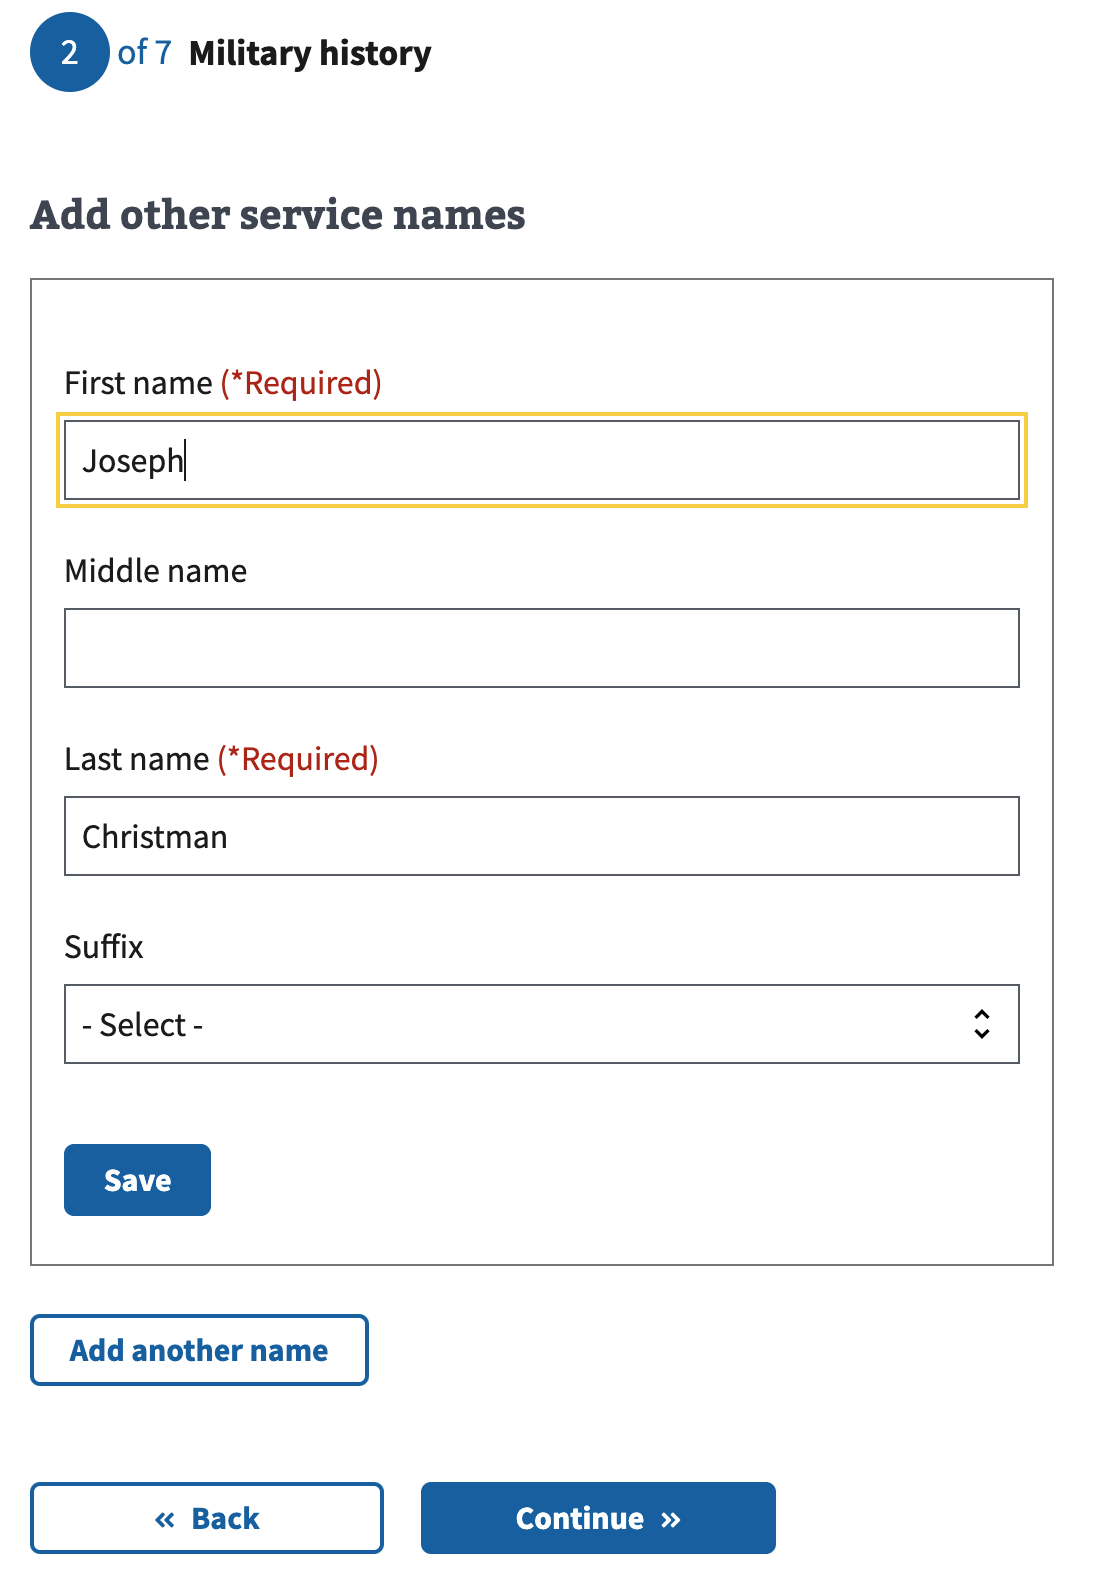 2 of 7 Military history
Add other service names
First name (*Required)
Joseph
Middle name
Last name (*Required)
Christman
Suffix
- Select -
Save
Add another name
« Back
Continue »